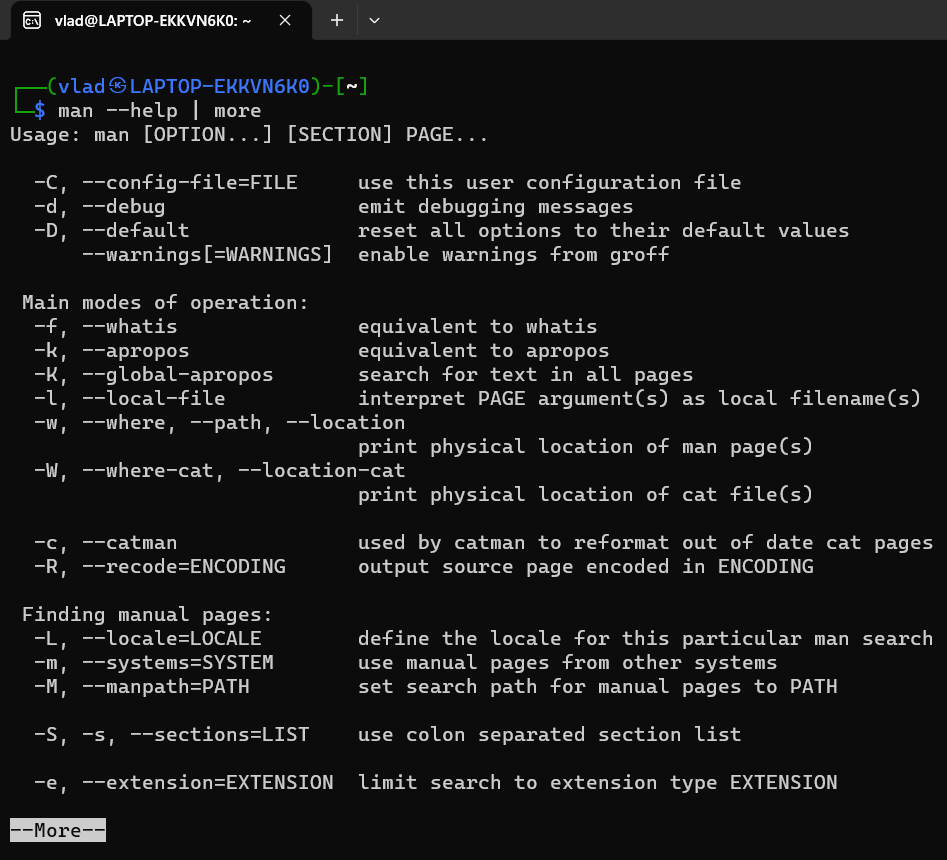 vlad@LAPTOP-EKKVN6K0: ~
┌──(vlad㉿LAPTOP-EKKVN6K0)-[~]
└─$ man --help | more
Usage: man [OPTION...] [SECTION] PAGE...

  -C, --config-file=FILE     use this user configuration file
  -d, --debug                emit debugging messages
  -D, --default              reset all options to their default values
      --warnings[=WARNINGS]  enable warnings from groff

 Main modes of operation:
  -f, --whatis               equivalent to whatis
  -k, --apropos              equivalent to apropos
  -K, --global-apropos       search for text in all pages
  -l, --local-file           interpret PAGE argument(s) as local filename(s)
  -w, --where, --path, --location
                             print physical location of man page(s)
  -W, --where-cat, --location-cat
                             print physical location of cat file(s)

  -c, --catman               used by catman to reformat out of date cat pages
  -R, --recode=ENCODING      output source page encoded in ENCODING

 Finding manual pages:
  -L, --locale=LOCALE        define the locale for this particular man search
  -m, --systems=SYSTEM       use manual pages from other systems
  -M, --manpath=PATH         set search path for manual pages to PATH

  -S, -s, --sections=LIST    use colon separated section list

  -e, --extension=EXTENSION  limit search to extension type EXTENSION

--More--